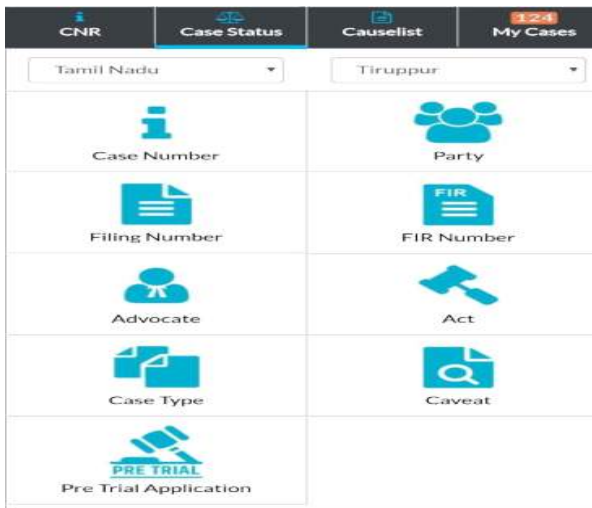 CNR Case Status Causelist 124 My Cases
Tamil Nadu Tiruppur
Case Number Party
FIR
Filing Number FIR Number
Advocate Act
Case Type Caveat
PRE TRIAL
Pre Trial Application